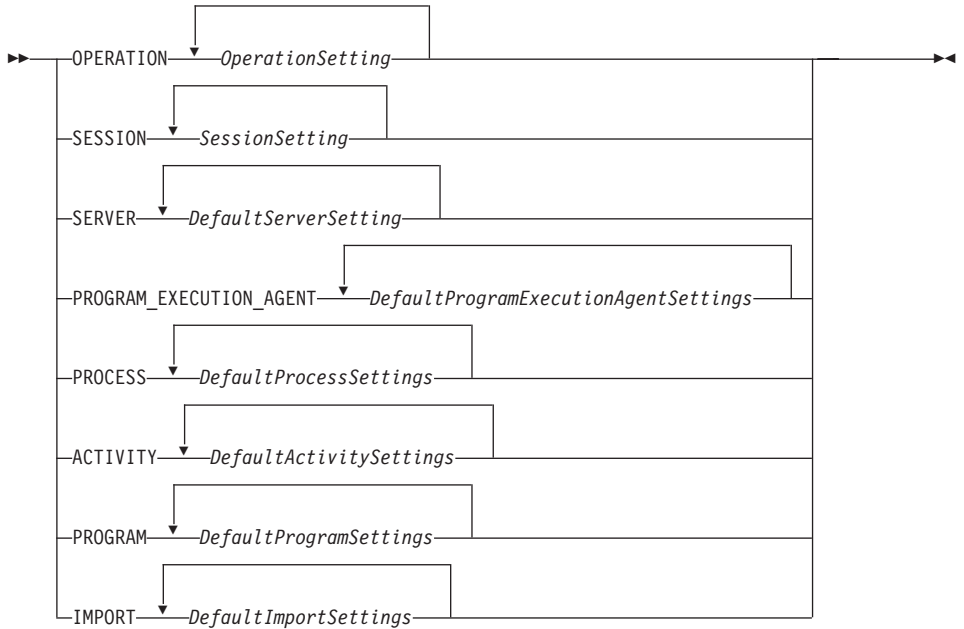 OPERATION OperationSetting
SESSION SessionSetting
SERVER DefaultServerSetting
PROGRAM_EXECUTION_AGENT DefaultProgramExecutionAgentSettings
PROCESS DefaultProcessSettings
ACTIVITY DefaultActivitySettings
PROGRAM DefaultProgramSettings
IMPORT DefaultImportSettings